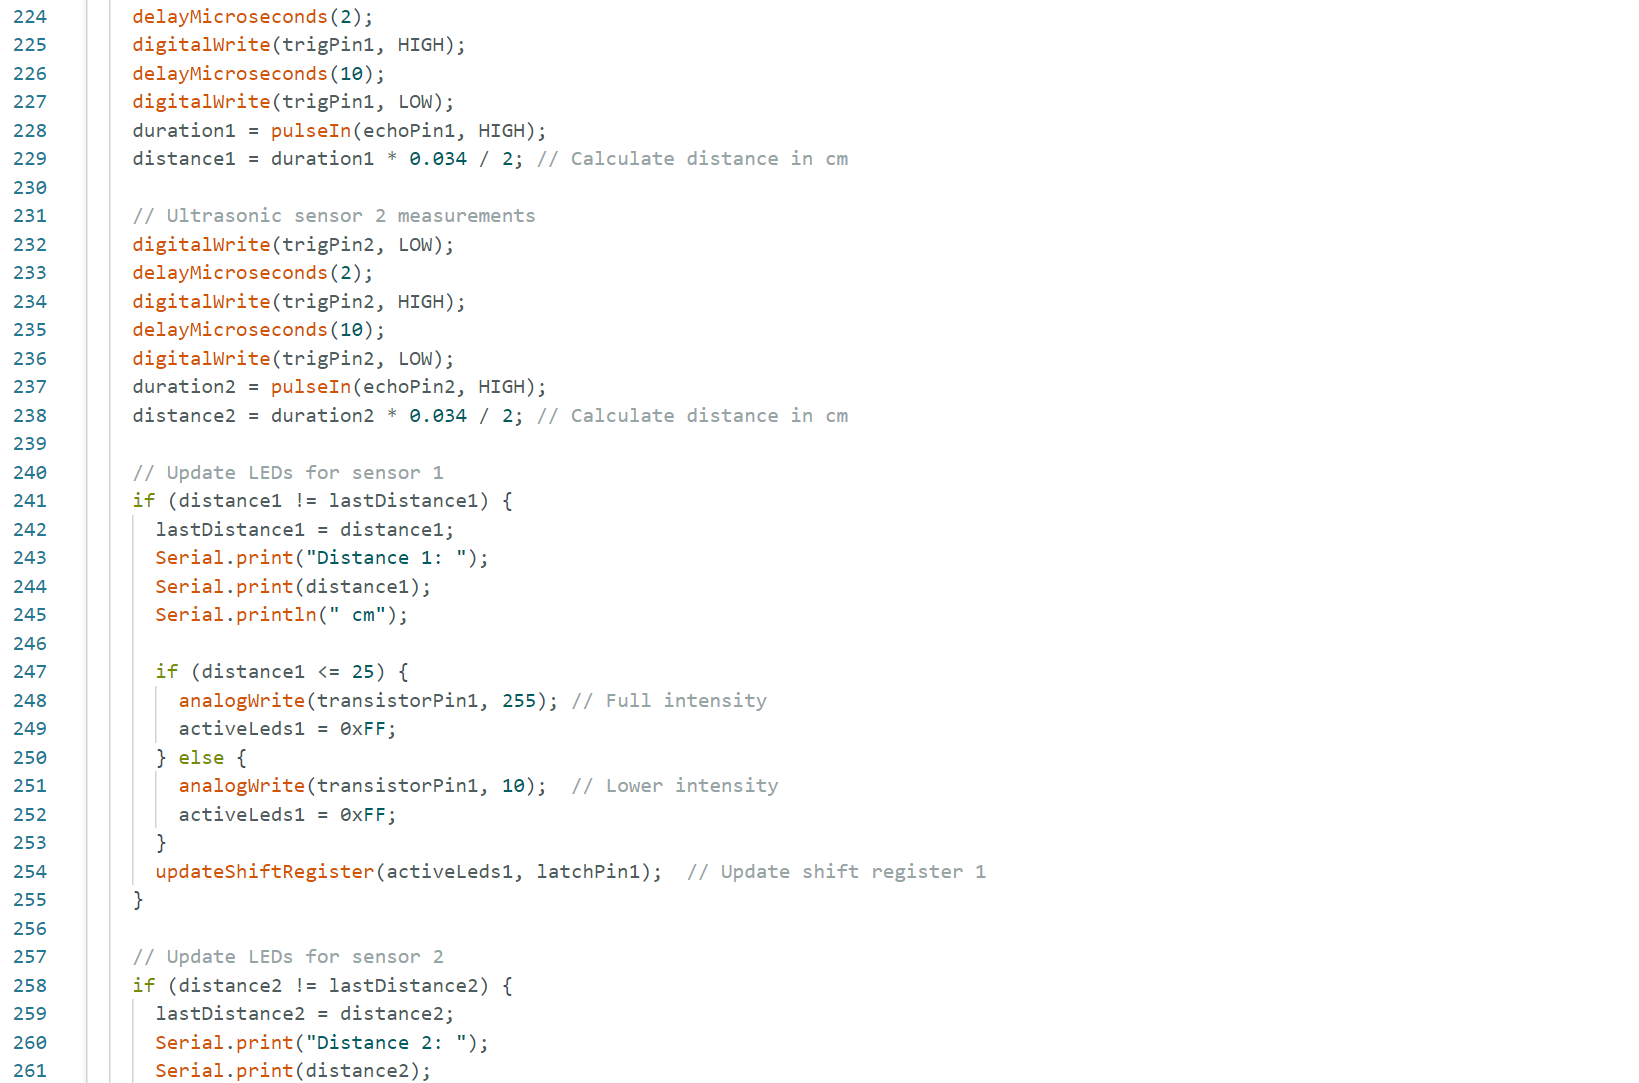 224 delayMicroseconds(2);
225 digitalWrite(trigPin1, HIGH);
226 delayMicroseconds(10);
227 digitalWrite(trigPin1, LOW);
228 duration1 = pulseIn(echoPin1, HIGH);
229 distance1 = duration1 * 0.034 / 2; // Calculate distance in cm
230
231 // Ultrasonic sensor 2 measurements
232 digitalWrite(trigPin2, LOW);
233 delayMicroseconds(2);
234 digitalWrite(trigPin2, HIGH);
235 delayMicroseconds(10);
236 digitalWrite(trigPin2, LOW);
237 duration2 = pulseIn(echoPin2, HIGH);
238 distance2 = duration2 * 0.034 / 2; // Calculate distance in cm
239
240 // Update LEDs for sensor 1
241 if (distance1 != lastDistance1) {
242 lastDistance1 = distance1;
243 Serial.print("Distance 1: ");
244 Serial.print(distance1);
245 Serial.println(" cm");
246
247 if (distance1 <= 25) {
248 analogWrite(transistorPin1, 255); // Full intensity
249 activeLeds1 = 0xFF;
250 } else {
251 analogWrite(transistorPin1, 10);  // Lower intensity
252 activeLeds1 = 0xFF;
253 }
254 updateShiftRegister(activeLeds1, latchPin1);  // Update shift register 1
255 }
256
257 // Update LEDs for sensor 2
258 if (distance2 != lastDistance2) {
259 lastDistance2 = distance2;
260 Serial.print("Distance 2: ");
261 Serial.print(distance2);